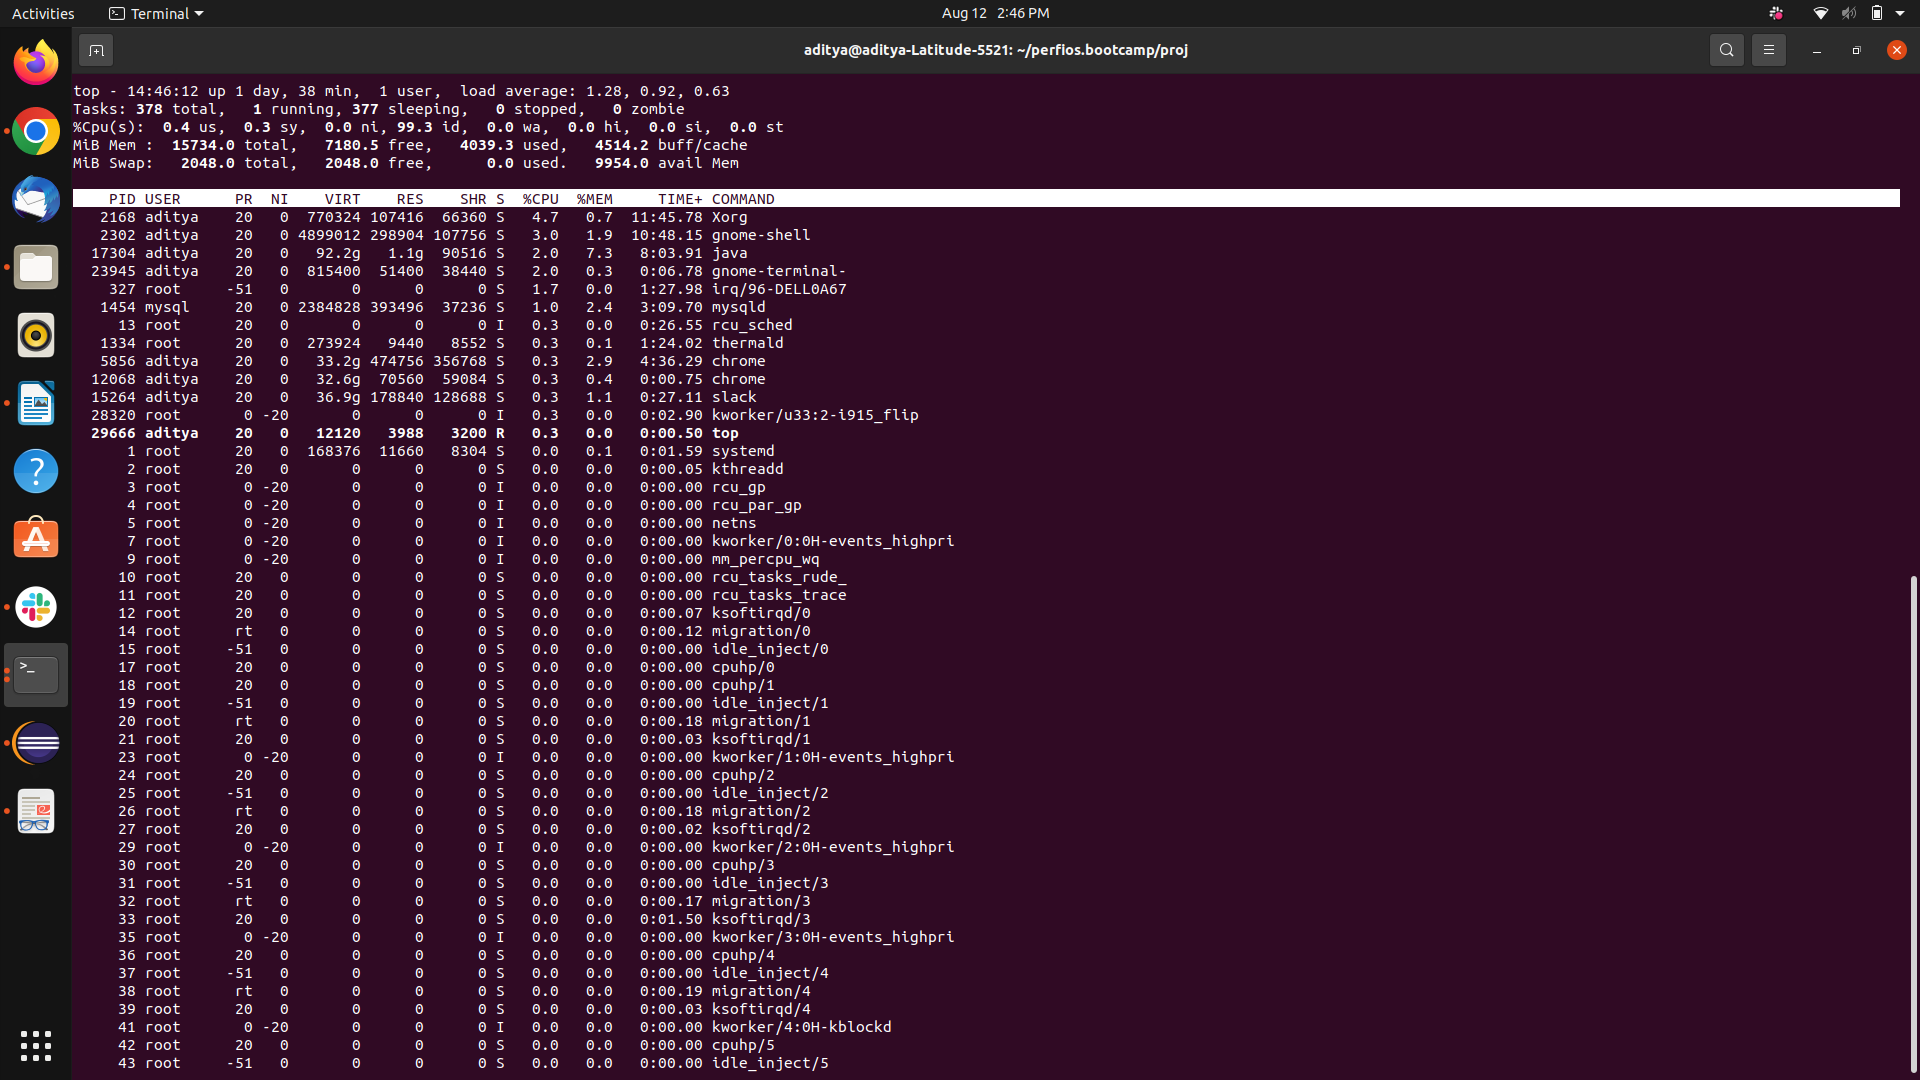 Activities Terminal Aug 12 2:46 PM
aditya@aditya-Latitude-5521: ~/perfios.bootcamp/proj
top - 14:46:12 up 1 day, 38 min,  1 user,  load average: 1.28, 0.92, 0.63
Tasks: 378 total,   1 running, 377 sleeping,   0 stopped,   0 zombie
%Cpu(s):  0.4 us,  0.3 sy,  0.0 ni, 99.3 id,  0.0 wa,  0.0 hi,  0.0 si,  0.0 st
MiB Mem :  15734.0 total,   7180.5 free,   4039.3 used,   4514.2 buff/cache
MiB Swap:   2048.0 total,   2048.0 free,      0.0 used.   9954.0 avail Mem
PID USER PR NI VIRT RES SHR S %CPU %MEM TIME+ COMMAND
2168 aditya 20 0 770324 107416 66360 S 4.7 0.7 11:45.78 Xorg
2302 aditya 20 0 4899012 298904 107756 S 3.0 1.9 10:48.15 gnome-shell
17304 aditya 20 0 92.2g 1.1g 90516 S 2.0 7.3 8:03.91 java
23945 aditya 20 0 815400 51400 38440 S 2.0 0.3 0:06.78 gnome-terminal-
327 root -51 0 0 0 0 S 1.7 0.0 1:27.98 irq/96-DELL0A67
1454 mysql 20 0 2384828 393496 37236 S 1.0 2.4 3:09.70 mysqld
13 root 20 0 0 0 0 I 0.3 0.0 0:26.55 rcu_sched
1334 root 20 0 273924 9440 8552 S 0.3 0.1 1:24.02 thermald
5856 aditya 20 0 33.2g 474756 356768 S 0.3 2.9 4:36.29 chrome
12068 aditya 20 0 32.6g 70560 59084 S 0.3 0.4 0:00.75 chrome
15264 aditya 20 0 36.9g 178840 128688 S 0.3 1.1 0:27.11 slack
28320 root 0 -20 0 0 0 I 0.3 0.0 0:02.90 kworker/u33:2-i915_flip
29666 aditya 20 0 12120 3988 3200 R 0.3 0.0 0:00.50 top
1 root 20 0 168376 11660 8304 S 0.0 0.1 0:01.59 systemd
2 root 20 0 0 0 0 S 0.0 0.0 0:00.05 kthreadd
3 root 0 -20 0 0 0 I 0.0 0.0 0:00.00 rcu_gp
4 root 0 -20 0 0 0 I 0.0 0.0 0:00.00 rcu_par_gp
5 root 0 -20 0 0 0 I 0.0 0.0 0:00.00 netns
7 root 0 -20 0 0 0 I 0.0 0.0 0:00.00 kworker/0:0H-events_highpri
9 root 0 -20 0 0 0 I 0.0 0.0 0:00.00 mm_percpu_wq
10 root 20 0 0 0 0 S 0.0 0.0 0:00.00 rcu_tasks_rude_
11 root 20 0 0 0 0 S 0.0 0.0 0:00.00 rcu_tasks_trace
12 root 20 0 0 0 0 S 0.0 0.0 0:00.07 ksoftirqd/0
14 root rt 0 0 0 0 S 0.0 0.0 0:00.12 migration/0
15 root -51 0 0 0 0 S 0.0 0.0 0:00.00 idle_inject/0
17 root 20 0 0 0 0 S 0.0 0.0 0:00.00 cpuhp/0
18 root 20 0 0 0 0 S 0.0 0.0 0:00.00 cpuhp/1
19 root -51 0 0 0 0 S 0.0 0.0 0:00.00 idle_inject/1
20 root rt 0 0 0 0 S 0.0 0.0 0:00.18 migration/1
21 root 20 0 0 0 0 S 0.0 0.0 0:00.03 ksoftirqd/1
23 root 0 -20 0 0 0 I 0.0 0.0 0:00.00 kworker/1:0H-events_highpri
24 root 20 0 0 0 0 S 0.0 0.0 0:00.00 cpuhp/2
25 root -51 0 0 0 0 S 0.0 0.0 0:00.00 idle_inject/2
26 root rt 0 0 0 0 S 0.0 0.0 0:00.18 migration/2
27 root 20 0 0 0 0 S 0.0 0.0 0:00.02 ksoftirqd/2
29 root 0 -20 0 0 0 I 0.0 0.0 0:00.00 kworker/2:0H-events_highpri
30 root 20 0 0 0 0 S 0.0 0.0 0:00.00 cpuhp/3
31 root -51 0 0 0 0 S 0.0 0.0 0:00.00 idle_inject/3
32 root rt 0 0 0 0 S 0.0 0.0 0:00.17 migration/3
33 root 20 0 0 0 0 S 0.0 0.0 0:01.50 ksoftirqd/3
35 root 0 -20 0 0 0 I 0.0 0.0 0:00.00 kworker/3:0H-events_highpri
36 root 20 0 0 0 0 S 0.0 0.0 0:00.00 cpuhp/4
37 root -51 0 0 0 0 S 0.0 0.0 0:00.00 idle_inject/4
38 root rt 0 0 0 0 S 0.0 0.0 0:00.19 migration/4
39 root 20 0 0 0 0 S 0.0 0.0 0:00.03 ksoftirqd/4
41 root 0 -20 0 0 0 I 0.0 0.0 0:00.00 kworker/4:0H-kblockd
42 root 20 0 0 0 0 S 0.0 0.0 0:00.00 cpuhp/5
43 root -51 0 0 0 0 S 0.0 0.0 0:00.00 idle_inject/5